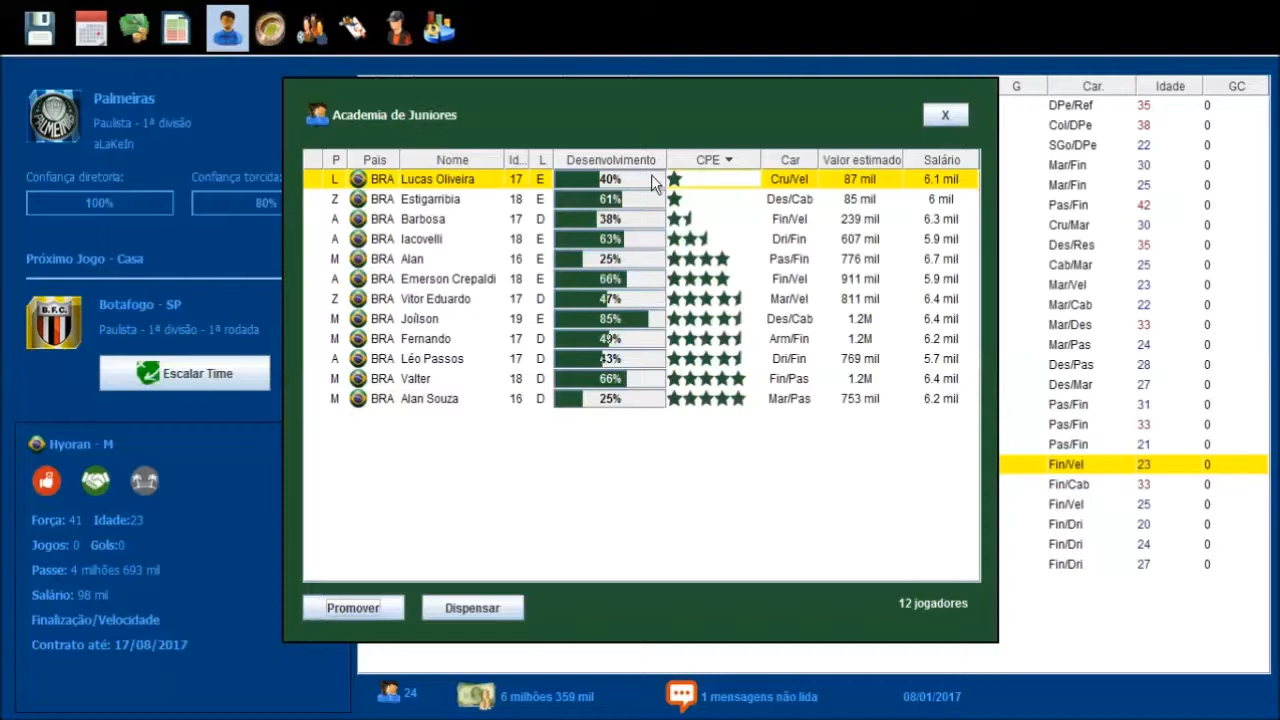 Palmeiras
Paulista - 1ª divisão
aLaKeIn
Confiança diretoria: Confiança torcida:
100% 80%
Próximo Jogo - Casa
Botafogo - SP
Paulista - 1ª divisão - 1ª rodada
Escalar Time
Hyoran - M
Força: 41 Idade:23
Jogos: 0 Gols:0
Passe: 4 milhões 693 mil
Salário: 98 mil
Finalização/Velocidade
Contrato até: 17/08/2017
Academia de Juniores
X
P Pais Nome Id... L Desenvolvimento CPE Car Valor estimado Salário
L BRA Lucas Oliveira 17 E 40% Cru/Vel 87 mil 6.1 mil
Z BRA Estigarribia 18 E 61% Des/Cab 85 mil 6 mil
A BRA Barbosa 17 D 38% Fin/Vel 239 mil 6.3 mil
A BRA Iacovelli 18 E 63% Dri/Fin 607 mil 5.9 mil
M BRA Alan 16 E 25% Pas/Fin 776 mil 6.7 mil
A BRA Emerson Crepaldi 18 E 66% Fin/Vel 911 mil 5.9 mil
Z BRA Vitor Eduardo 17 D 47% Mar/Vel 811 mil 6.4 mil
M BRA Joílson 19 E 85% Des/Cab 1.2M 6.4 mil
M BRA Fernando 17 D 49% Arm/Fin 1.2M 6.2 mil
A BRA Léo Passos 17 D 43% Dri/Fin 769 mil 5.7 mil
M BRA Valter 18 D 66% Fin/Pas 1.2M 6.4 mil
M BRA Alan Souza 16 D 25% Mar/Pas 753 mil 6.2 mil
Promover Dispensar 12 jogadores
G Car. Idade GC
DPe/Ref 35 0
Col/DPe 38 0
SGo/DPe 22 0
Mar/Fin 30 0
Mar/Fin 25 0
Pas/Fin 42 0
Cru/Mar 30 0
Des/Res 35 0
Cab/Mar 25 0
Mar/Vel 23 0
Mar/Cab 22 0
Mar/Des 33 0
Mar/Pas 24 0
Des/Pas 28 0
Des/Mar 27 0
Pas/Fin 31 0
Pas/Fin 33 0
Pas/Fin 21 0
Fin/Vel 23 0
Fin/Cab 33 0
Fin/Vel 25 0
Fin/Dri 20 0
Fin/Dri 24 0
Fin/Dri 27 0
24 6 milhões 359 mil 1 mensagens não lida 08/01/2017